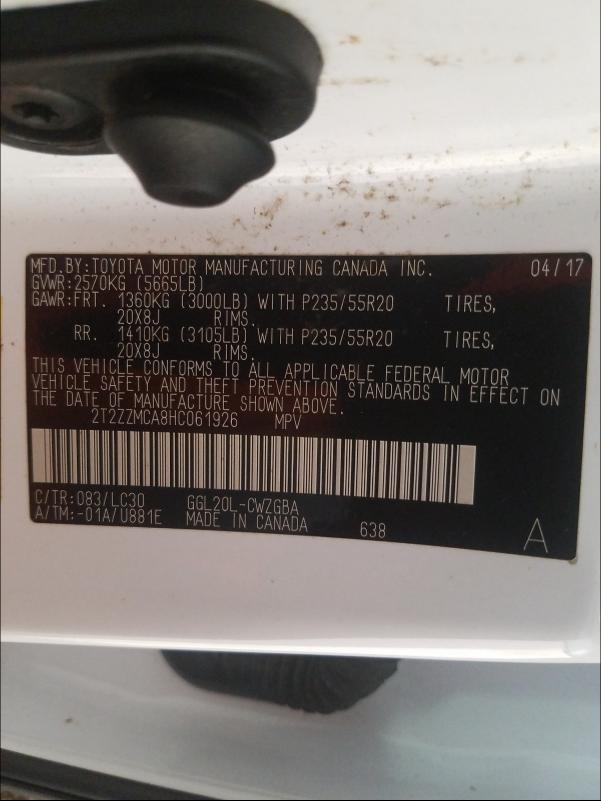 MFD.BY:TOYOTA MOTOR MANUFACTURING CANADA INC. 04/17
GVWR:2570KG (5665LB)
GAWR:FRT. 1360KG (3000LB) WITH P235/55R20 TIRES,
20X8J RIMS.
RR. 1410KG (3105LB) WITH P235/55R20 TIRES,
20X8J RIMS.
THIS VEHICLE CONFORMS TO ALL APPLICABLE FEDERAL MOTOR
VEHICLE SAFETY AND THEFT PREVENTION STANDARDS IN EFFECT ON
THE DATE OF MANUFACTURE SHOWN ABOVE.
2T2ZZMCA8HC061926 MPV
C/TR:083/LC30 GGL20L-CWZGBA
A/TM:-01A/U881E MADE IN CANADA 638 A